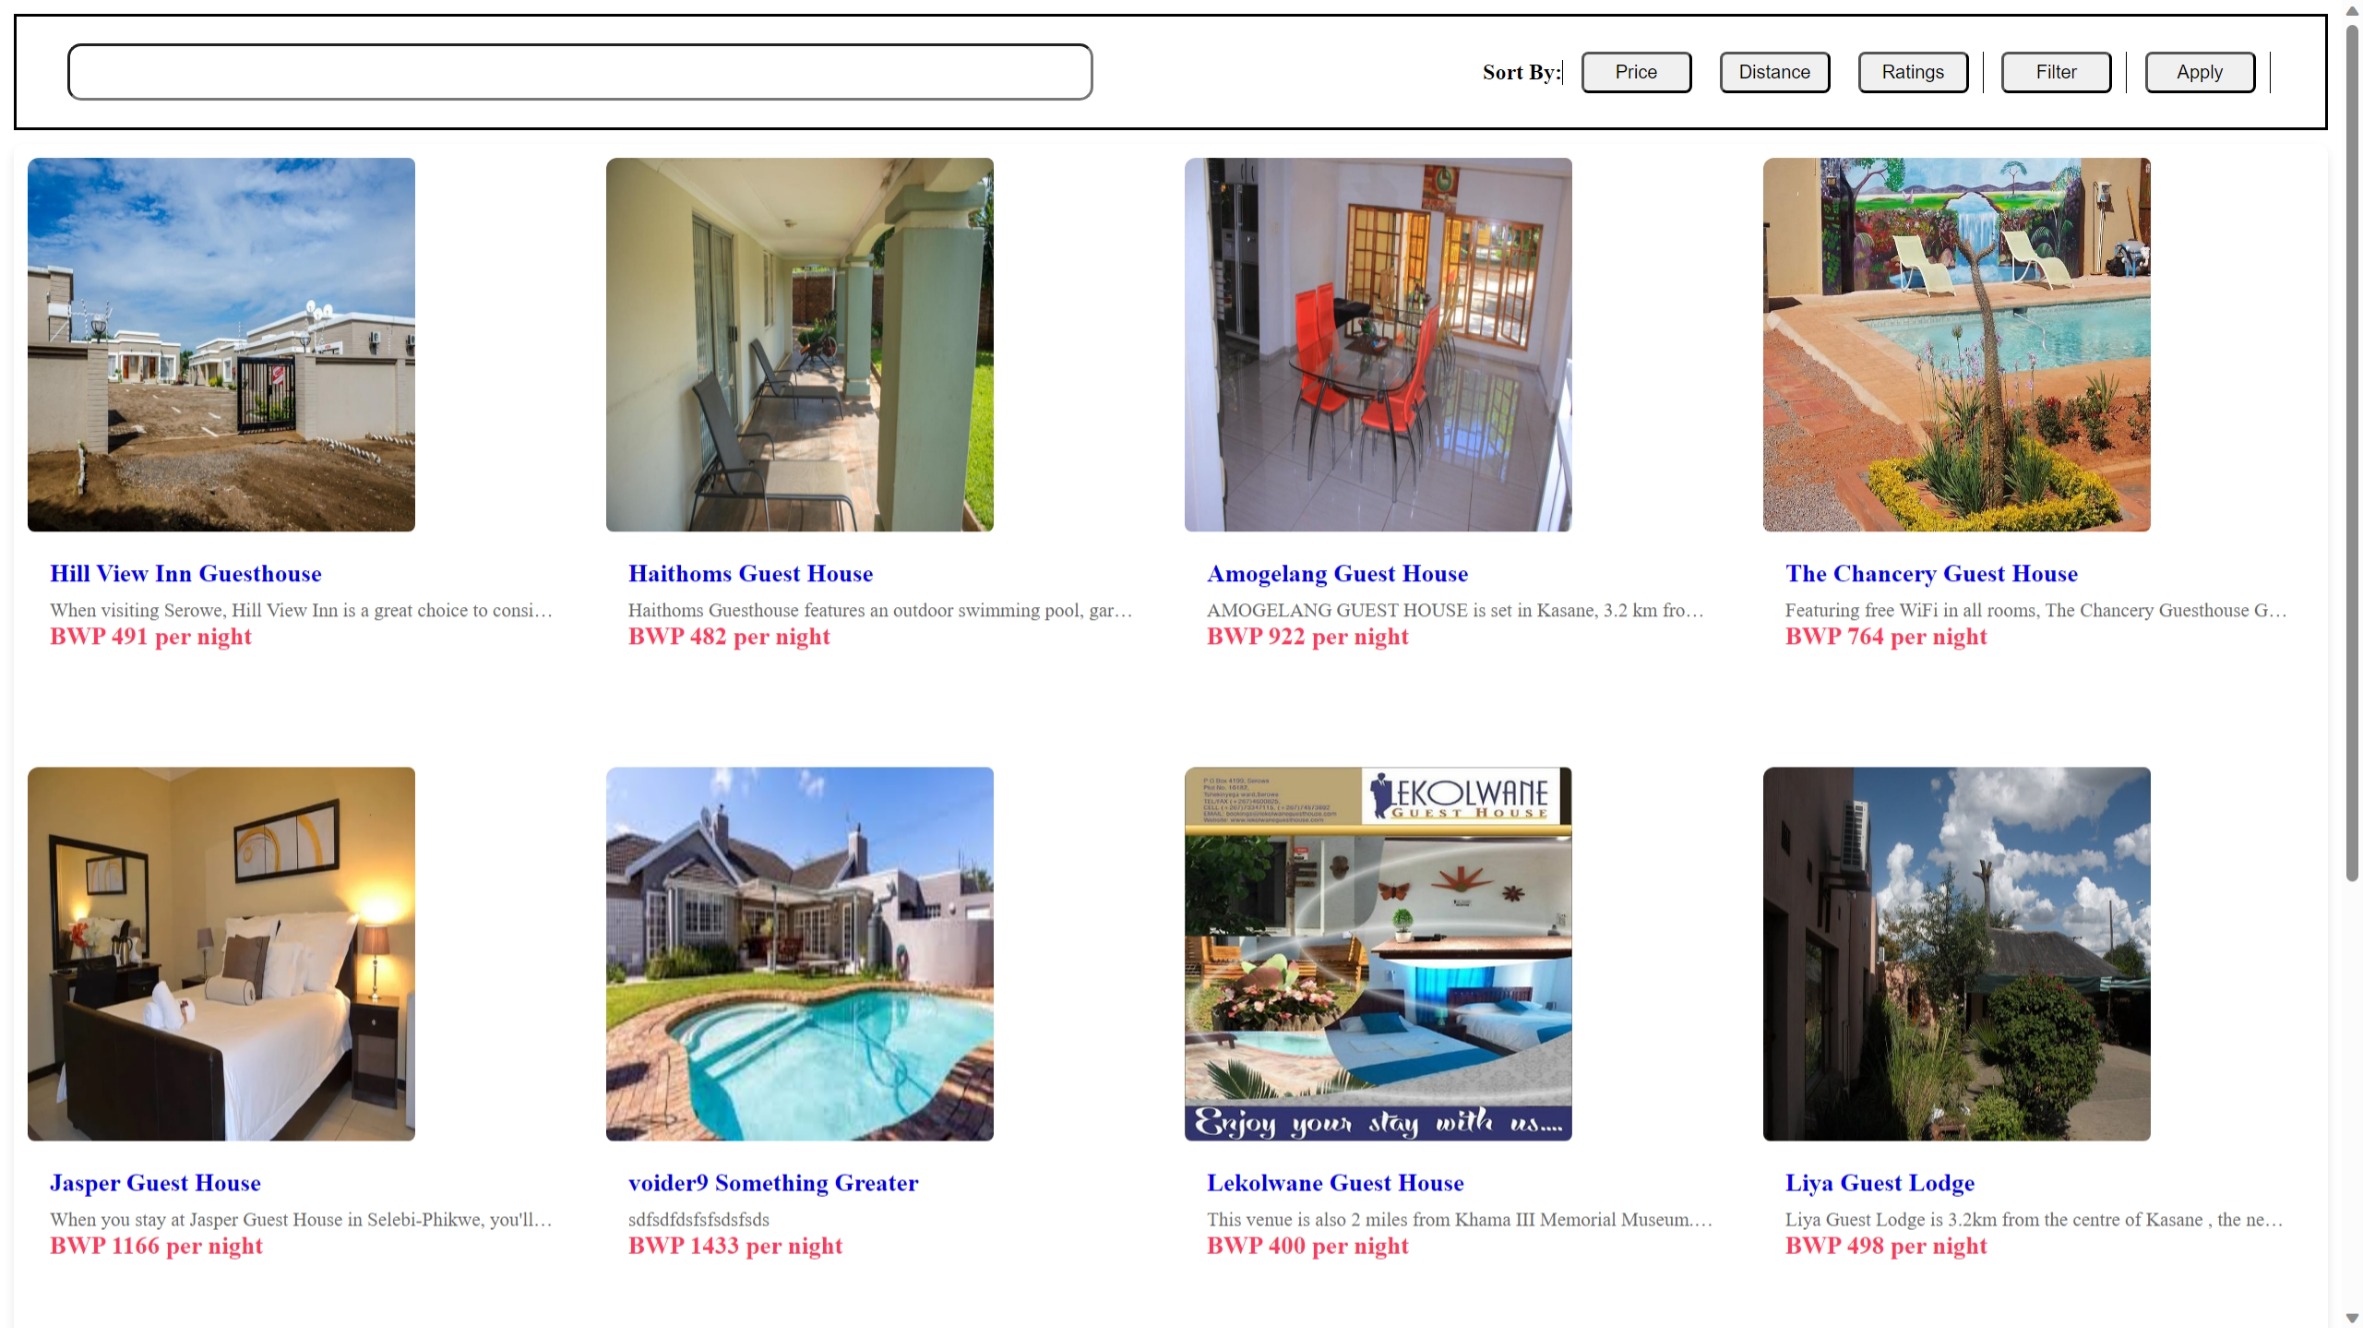 Sort By: Price Distance Ratings Filter Apply
Hill View Inn Guesthouse
When visiting Serowe, Hill View Inn is a great choice to consi...
BWP 491 per night
Haithoms Guest House
Haithoms Guesthouse features an outdoor swimming pool, gar...
BWP 482 per night
Amogelang Guest House
AMOGELANG GUEST HOUSE is set in Kasane, 3.2 km fro...
BWP 922 per night
The Chancery Guest House
Featuring free WiFi in all rooms, The Chancery Guesthouse G...
BWP 764 per night
LEKOLWANE
GUEST HOUSE
Enjoy your stay with us....
Jasper Guest House
When you stay at Jasper Guest House in Selebi-Phikwe, you'll...
BWP 1166 per night
voider9 Something Greater
sdfsdfdsfsfsdsfsds
BWP 1433 per night
Lekolwane Guest House
This venue is also 2 miles from Khama III Memorial Museum....
BWP 400 per night
Liya Guest Lodge
Liya Guest Lodge is 3.2km from the centre of Kasane , the ne...
BWP 498 per night